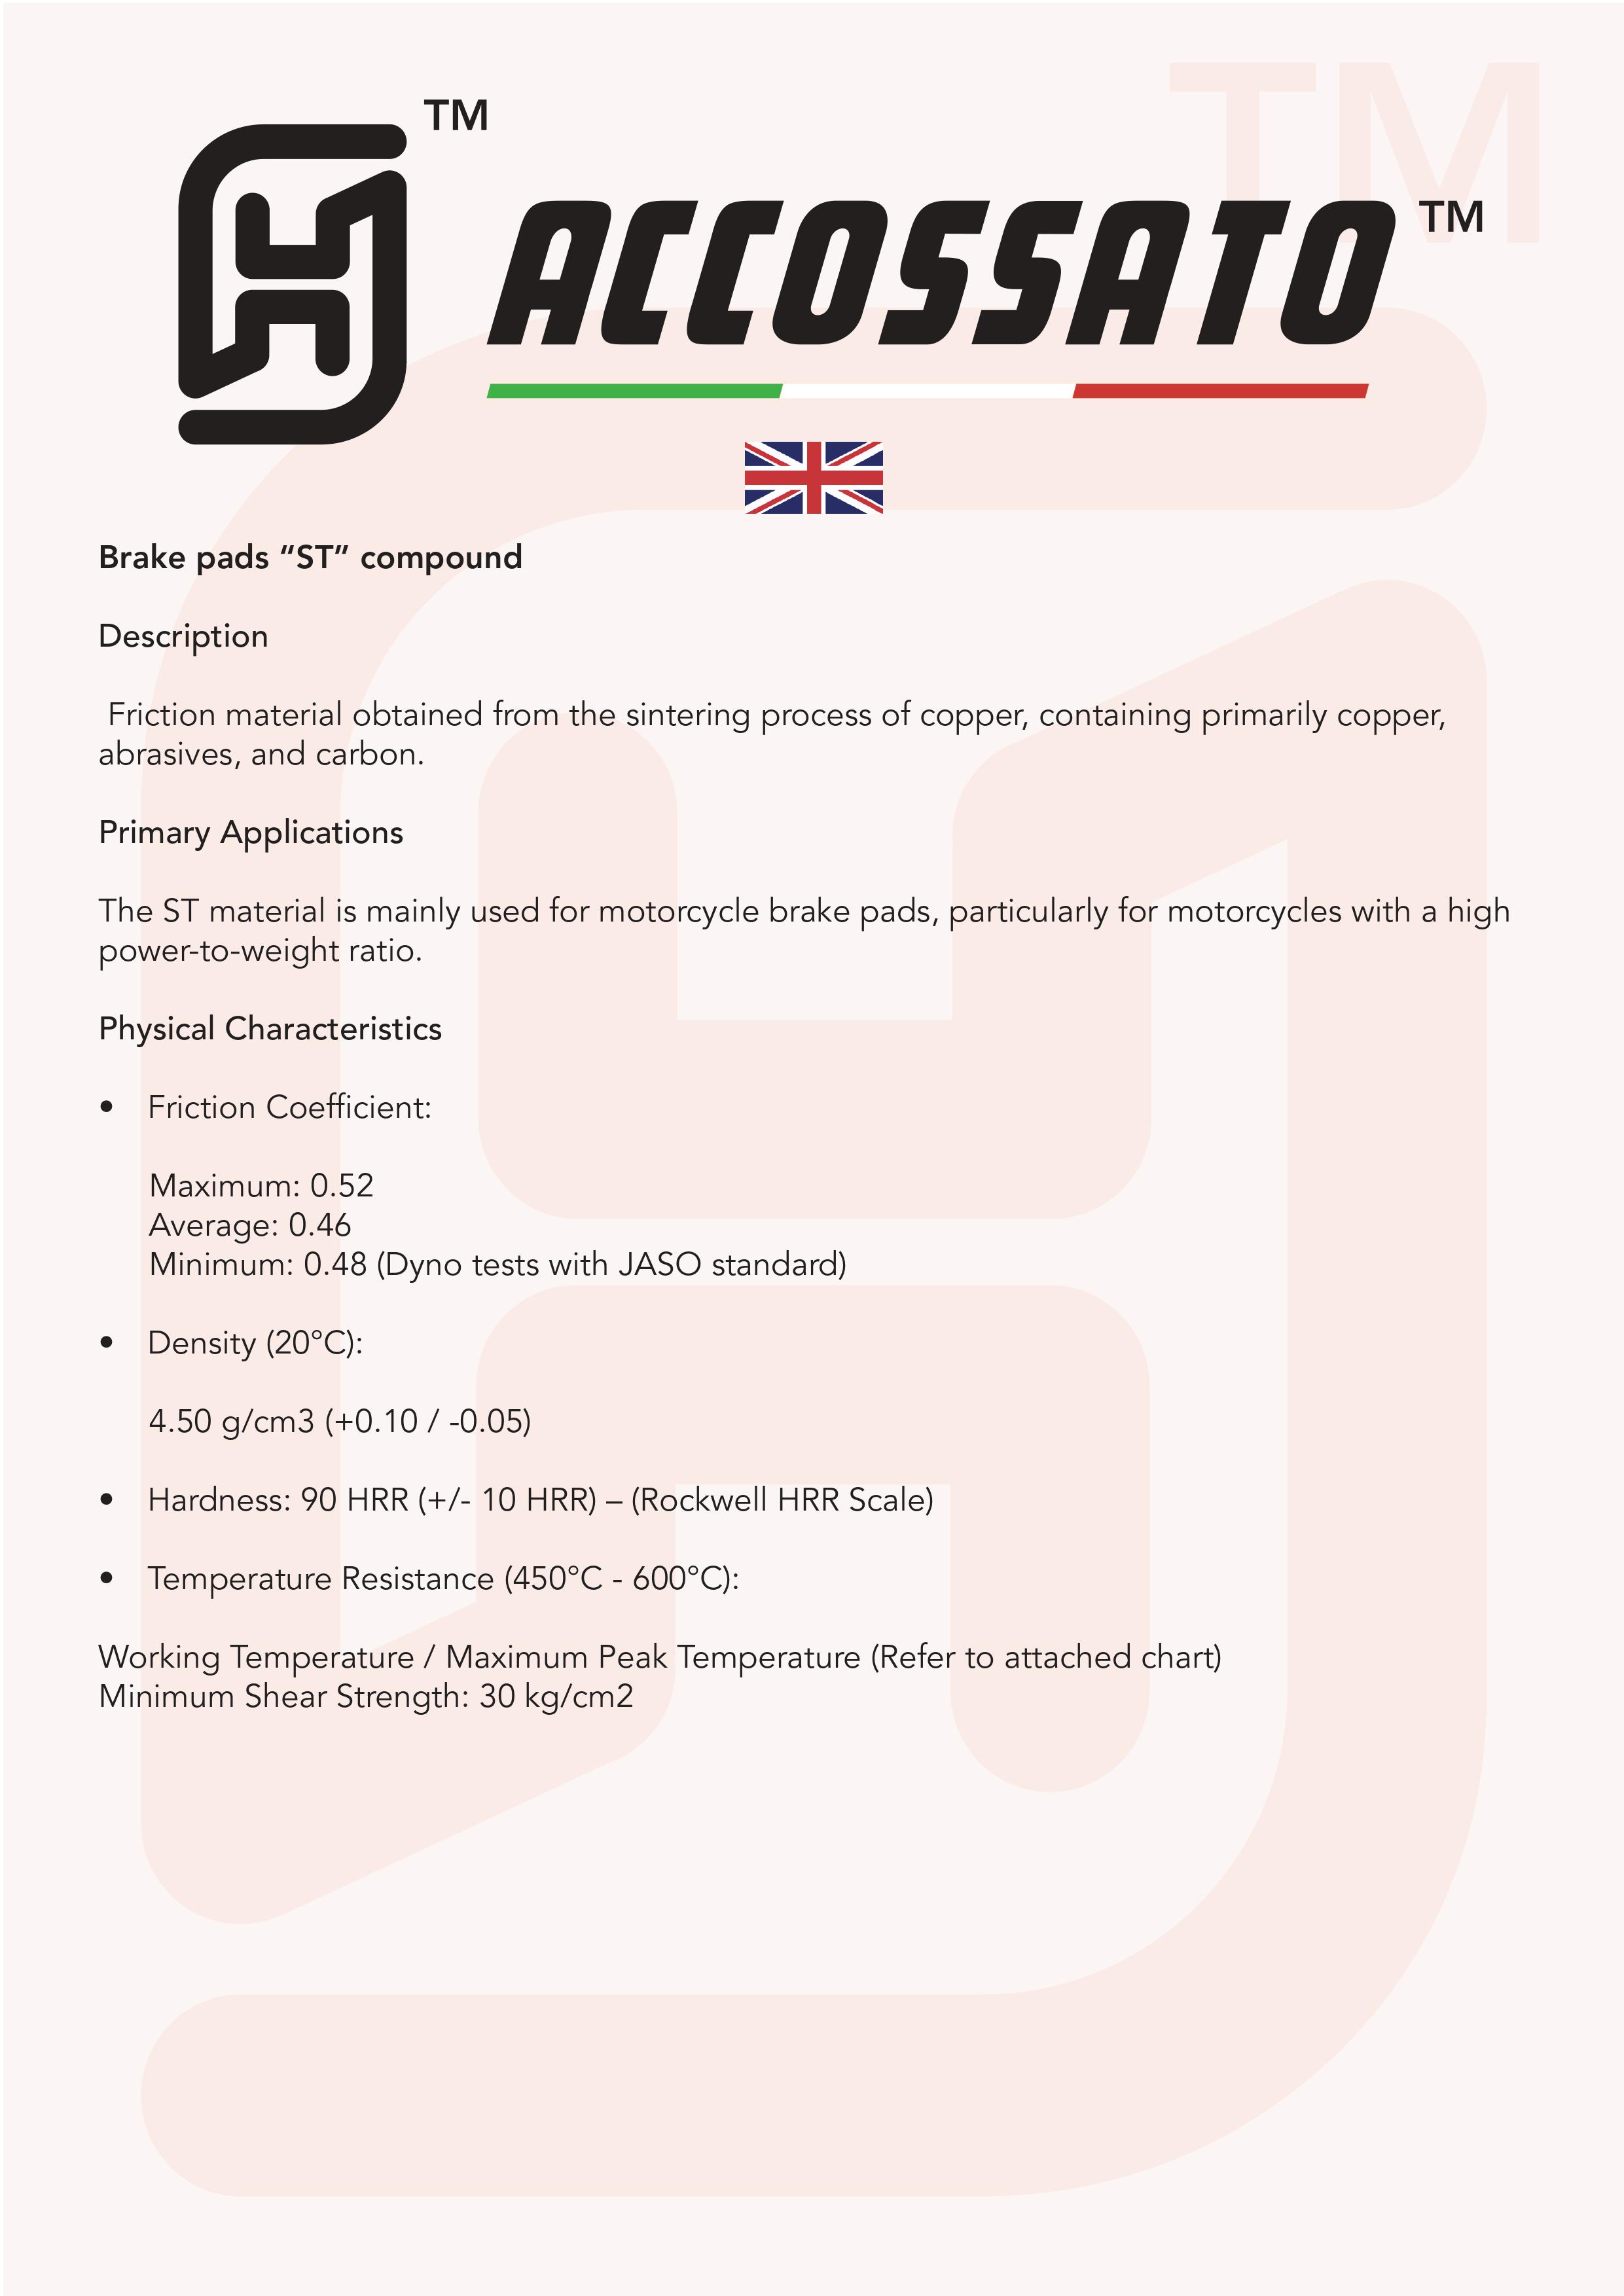 TM
TM
ACCOSSATO TM
Brake pads “ST” compound
Description
Friction material obtained from the sintering process of copper, containing primarily copper,
abrasives, and carbon.
Primary Applications
The ST material is mainly used for motorcycle brake pads, particularly for motorcycles with a high
power-to-weight ratio.
Physical Characteristics
• Friction Coefficient:
Maximum: 0.52
Average: 0.46
Minimum: 0.48 (Dyno tests with JASO standard)
• Density (20°C):
4.50 g/cm3 (+0.10 / -0.05)
• Hardness: 90 HRR (+/- 10 HRR) – (Rockwell HRR Scale)
• Temperature Resistance (450°C - 600°C):
Working Temperature / Maximum Peak Temperature (Refer to attached chart)
Minimum Shear Strength: 30 kg/cm2